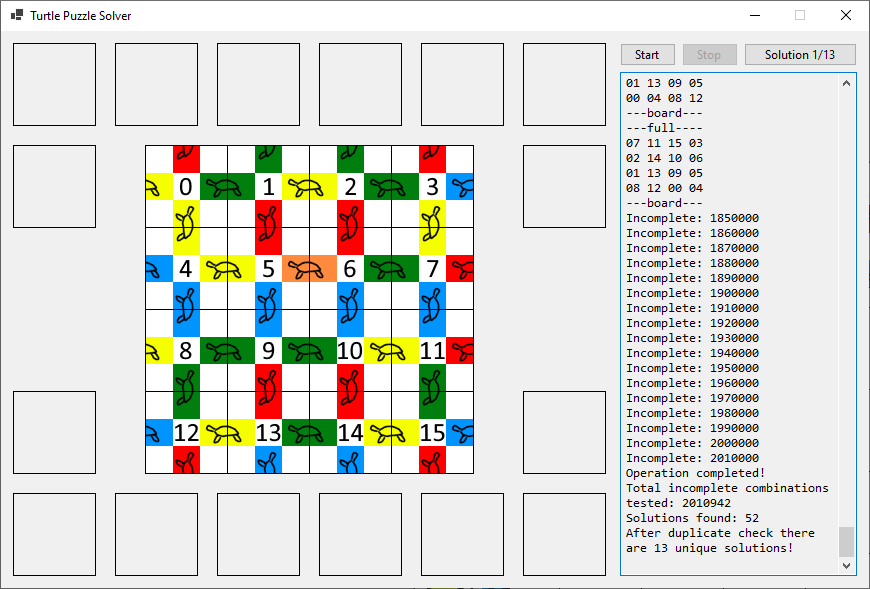 Turtle Puzzle Solver
Start Stop Solution 1/13
0 1 2 3
4 5 6 7
8 9 10 11
12 13 14 15
01 13 09 05
00 04 08 12
---board---
---full----
07 11 15 03
02 14 10 06
01 13 09 05
08 12 00 04
---board---
Incomplete: 1850000
Incomplete: 1860000
Incomplete: 1870000
Incomplete: 1880000
Incomplete: 1890000
Incomplete: 1900000
Incomplete: 1910000
Incomplete: 1920000
Incomplete: 1930000
Incomplete: 1940000
Incomplete: 1950000
Incomplete: 1960000
Incomplete: 1970000
Incomplete: 1980000
Incomplete: 1990000
Incomplete: 2000000
Incomplete: 2010000
Operation completed!
Total incomplete combinations
tested: 2010942
Solutions found: 52
After duplicate check there
are 13 unique solutions!